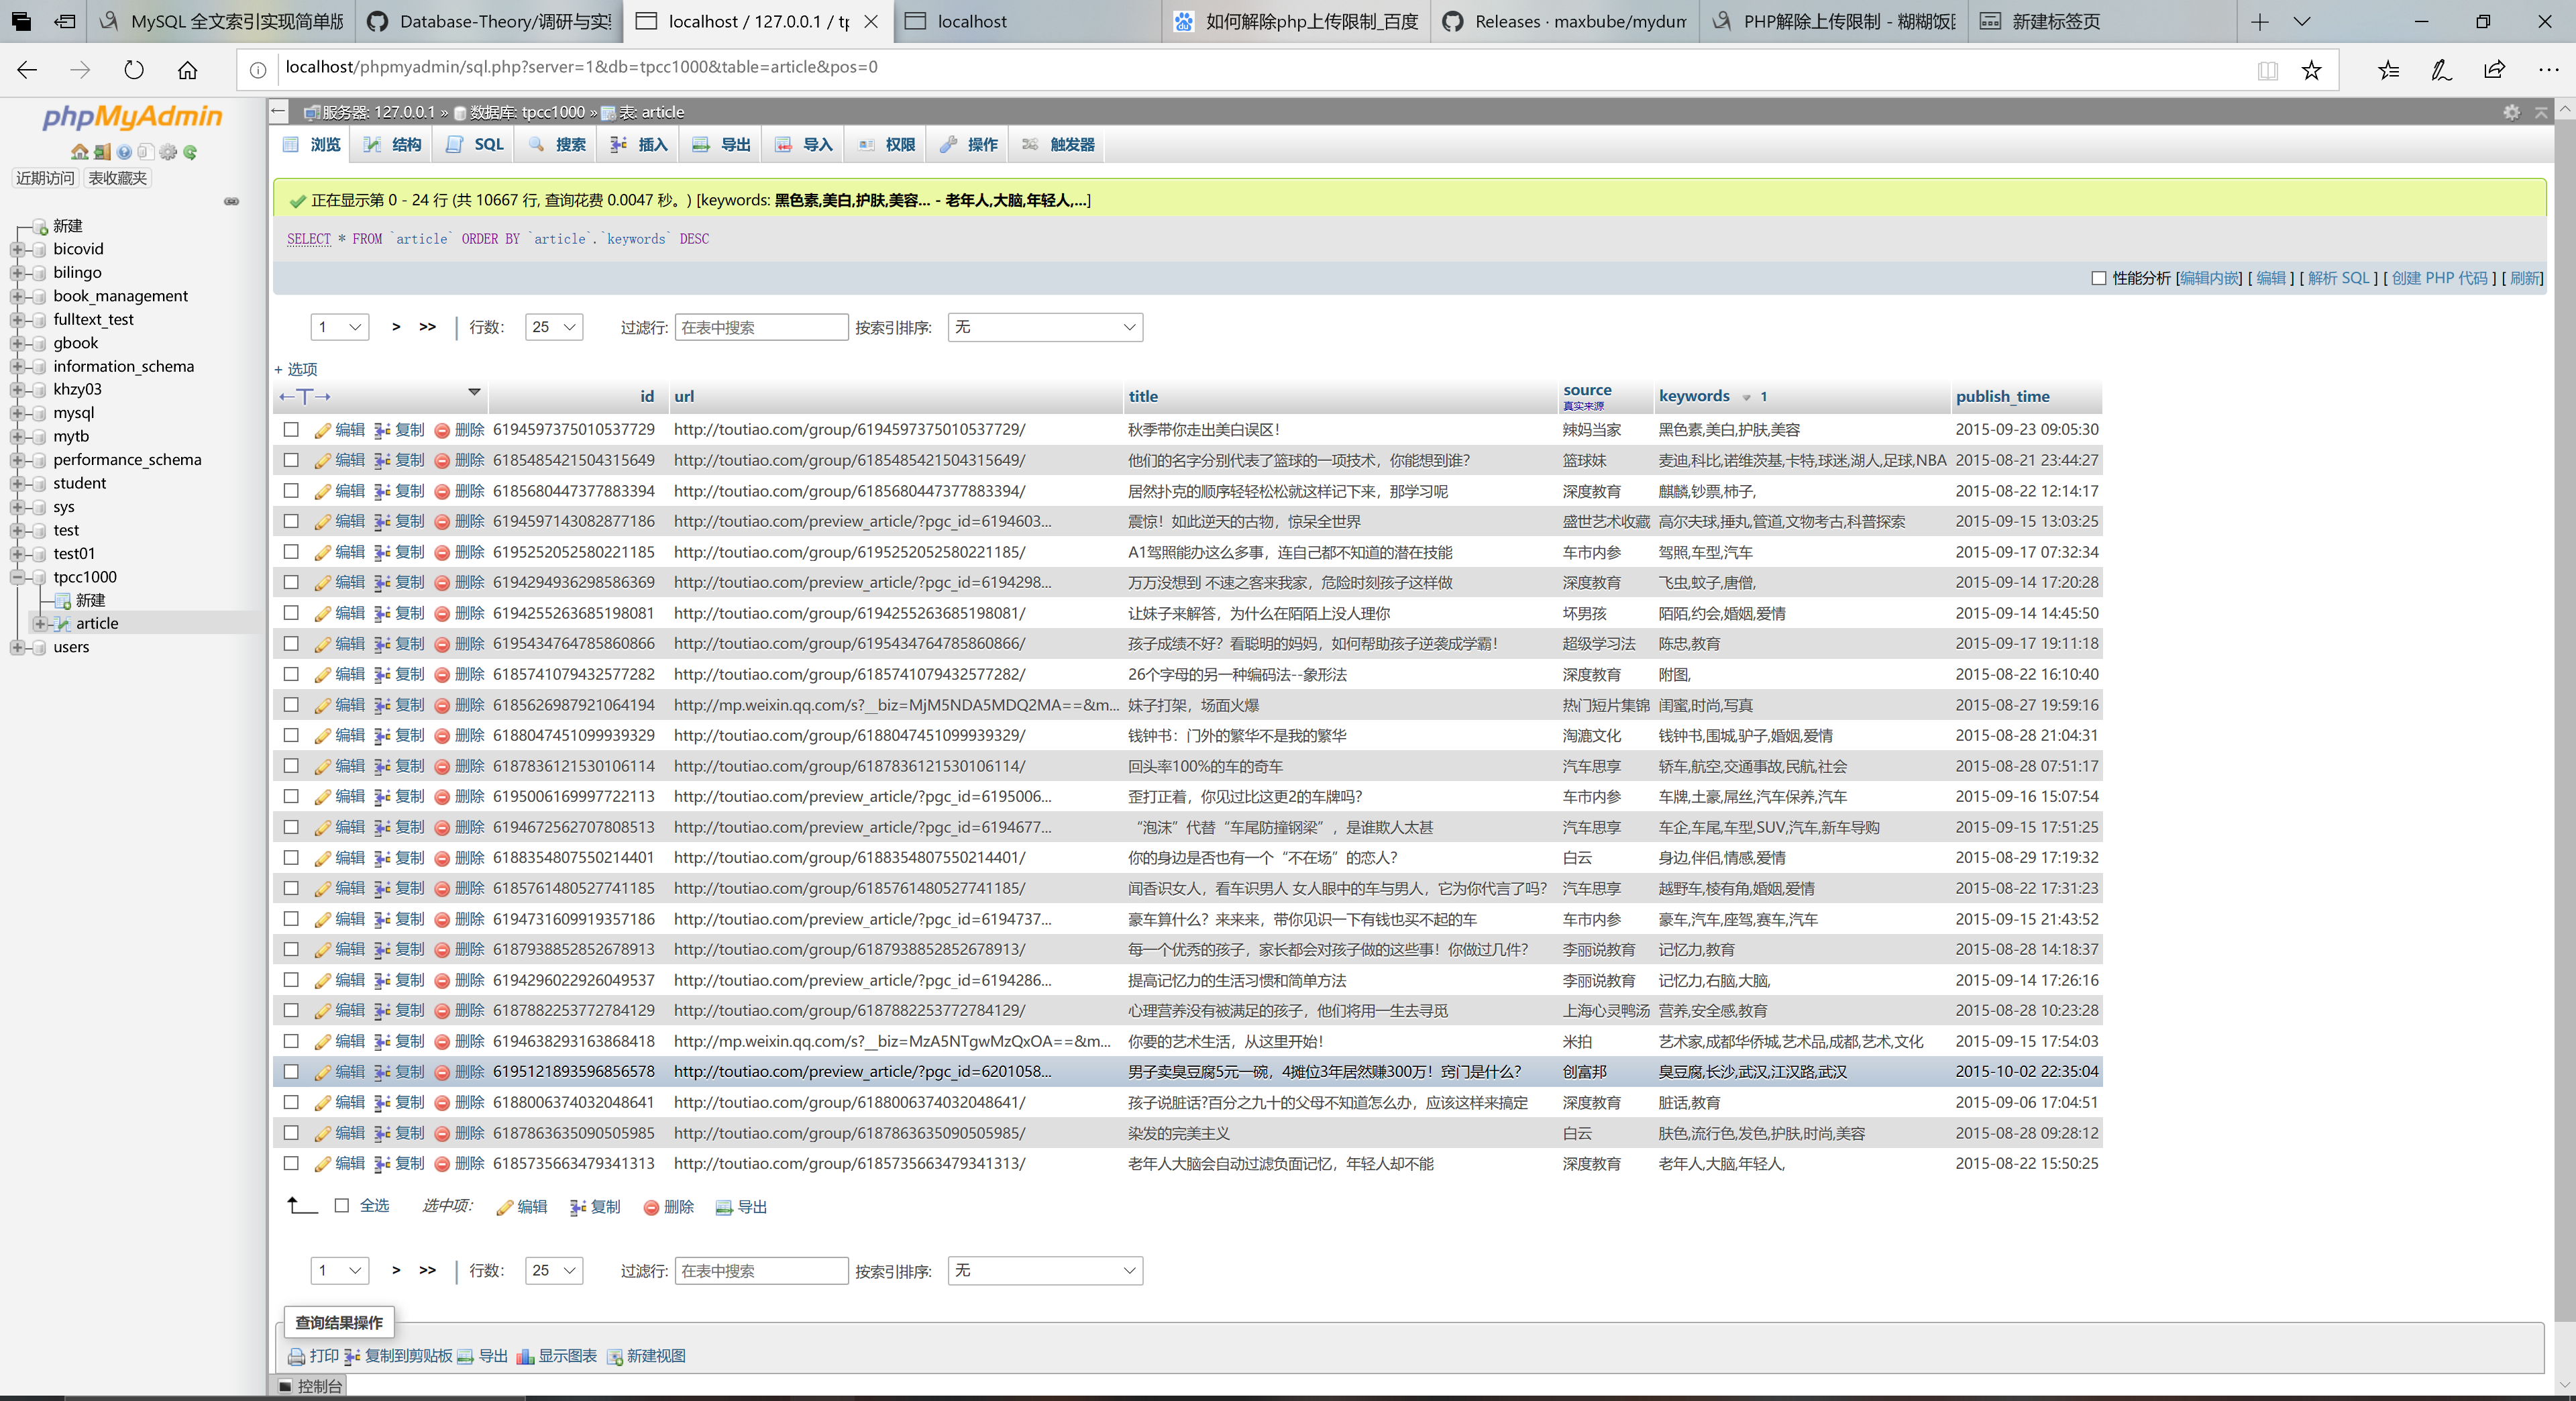 MySQL 全文索引实现简单版
Database-Theory/调研与实
localhost / 127.0.0.1 / tp
localhost
如何解除php上传限制_百度
Releases · maxbube/mydum
PHP解除上传限制 - 糊糊饭团
新建标签页
localhost/phpmyadmin/sql.php?server=1&db=tpcc1000&table=article&pos=0
phpMyAdmin
近期访问 表收藏夹
新建
bicovid
bilingo
book_management
fulltext_test
gbook
information_schema
khzy03
mysql
mytb
performance_schema
student
sys
test
test01
tpcc1000
新建
article
users
服务器: 127.0.0.1 » 数据库: tpcc1000 » 表: article
浏览 结构 SQL 搜索 插入 导出 导入 权限 操作 触发器
正在显示第 0 - 24 行 (共 10667 行, 查询花费 0.0047 秒。) [keywords: 黑色素,美白,护肤,美容... - 老年人,大脑,年轻人,...]
SELECT * FROM `article` ORDER BY `article`.`keywords` DESC
性能分析 [编辑内嵌] [ 编辑 ] [ 解析 SQL ] [ 创建 PHP 代码 ] [ 刷新]
1 > >> | 行数: 25 过滤行: 在表中搜索 按索引排序: 无
+ 选项
←T→ id url title source 真实来源 keywords 1 publish_time
编辑 复制 删除 6194597375010537729 http://toutiao.com/group/6194597375010537729/ 秋季带你走出美白误区! 辣妈当家 黑色素,美白,护肤,美容 2015-09-23 09:05:30
编辑 复制 删除 6185485421504315649 http://toutiao.com/group/6185485421504315649/ 他们的名字分别代表了篮球的一项技术，你能想到谁? 篮球妹 麦迪,科比,诺维茨基,卡特,球迷,湖人,足球,NBA 2015-08-21 23:44:27
编辑 复制 删除 6185680447377883394 http://toutiao.com/group/6185680447377883394/ 居然扑克的顺序轻轻松松就这样记下来，那学习呢 深度教育 麒麟,钞票,柿子, 2015-08-22 12:14:17
编辑 复制 删除 6194597143082877186 http://toutiao.com/preview_article/?pgc_id=6194603... 震惊！如此逆天的古物，惊呆全世界 盛世艺术收藏 高尔夫球,捶丸,管道,文物考古,科普探索 2015-09-15 13:03:25
编辑 复制 删除 6195252052580221185 http://toutiao.com/group/6195252052580221185/ A1驾照能办这么多事，连自己都不知道的潜在技能 车市内参 驾照,车型,汽车 2015-09-17 07:32:34
编辑 复制 删除 6194294936298586369 http://toutiao.com/preview_article/?pgc_id=6194298... 万万没想到 不速之客来我家，危险时刻孩子这样做 深度教育 飞虫,蚊子,唐僧, 2015-09-14 17:20:28
编辑 复制 删除 6194255263685198081 http://toutiao.com/group/6194255263685198081/ 让妹子来解答，为什么在陌陌上没人理你 坏男孩 陌陌,约会,婚姻,爱情 2015-09-14 14:45:50
编辑 复制 删除 6195434764785860866 http://toutiao.com/group/6195434764785860866/ 孩子成绩不好？看聪明的妈妈，如何帮助孩子逆袭成学霸！ 超级学习法 陈忠,教育 2015-09-17 19:11:18
编辑 复制 删除 6185741079432577282 http://toutiao.com/group/6185741079432577282/ 26个字母的另一种编码法--象形法 深度教育 附图, 2015-08-22 16:10:40
编辑 复制 删除 6185626987921064194 http://mp.weixin.qq.com/s?__biz=MjM5NDA5MDQ2MA==&m... 妹子打架，场面火爆 热门短片集锦 闺蜜,时尚,写真 2015-08-27 19:59:16
编辑 复制 删除 6188047451099939329 http://toutiao.com/group/6188047451099939329/ 钱钟书：门外的繁华不是我的繁华 淘漉文化 钱钟书,围城,驴子,婚姻,爱情 2015-08-28 21:04:31
编辑 复制 删除 6187836121530106114 http://toutiao.com/group/6187836121530106114/ 回头率100%的车的奇车 汽车思享 轿车,航空,交通事故,民航,社会 2015-08-28 07:51:17
编辑 复制 删除 6195006169997722113 http://toutiao.com/preview_article/?pgc_id=6195006... 歪打正着，你见过比这更2的车牌吗? 车市内参 车牌,土豪,屌丝,汽车保养,汽车 2015-09-16 15:07:54
编辑 复制 删除 6194672562707808513 http://toutiao.com/preview_article/?pgc_id=6194677... “泡沫”代替“车尾防撞钢梁”，是谁欺人太甚 汽车思享 车企,车尾,车型,SUV,汽车,新车导购 2015-09-15 17:51:25
编辑 复制 删除 6188354807550214401 http://toutiao.com/group/6188354807550214401/ 你的身边是否也有一个“不在场”的恋人? 白云 身边,伴侣,情感,爱情 2015-08-29 17:19:32
编辑 复制 删除 6185761480527741185 http://toutiao.com/group/6185761480527741185/ 闻香识女人，看车识男人 女人眼中的车与男人，它为你代言了吗? 汽车思享 越野车,棱有角,婚姻,爱情 2015-08-22 17:31:23
编辑 复制 删除 6194731609919357186 http://toutiao.com/preview_article/?pgc_id=6194737... 豪车算什么？来来来，带你见识一下有钱也买不起的车 车市内参 豪车,汽车,座驾,赛车,汽车 2015-09-15 21:43:52
编辑 复制 删除 6187938852852678913 http://toutiao.com/group/6187938852852678913/ 每一个优秀的孩子，家长都会对孩子做的这些事！你做过几件? 李丽说教育 记忆力,教育 2015-08-28 14:18:37
编辑 复制 删除 6194296022926049537 http://toutiao.com/preview_article/?pgc_id=6194286... 提高记忆力的生活习惯和简单方法 李丽说教育 记忆力,右脑,大脑, 2015-09-14 17:26:16
编辑 复制 删除 6187882253772784129 http://toutiao.com/group/6187882253772784129/ 心理营养没有被满足的孩子，他们将用一生去寻觅 上海心灵鸭汤 营养,安全感,教育 2015-08-28 10:23:28
编辑 复制 删除 6194638293163868418 http://mp.weixin.qq.com/s?__biz=MzA5NTgwMzQxOA==&m... 你要的艺术生活，从这里开始！ 米拍 艺术家,成都华侨城,艺术品,成都,艺术,文化 2015-09-15 17:54:03
编辑 复制 删除 6195121893596856578 http://toutiao.com/preview_article/?pgc_id=6201058... 男子卖臭豆腐5元一碗，4摊位3年居然赚300万！窍门是什么? 创富邦 臭豆腐,长沙,武汉,江汉路,武汉 2015-10-02 22:35:04
编辑 复制 删除 6188006374032048641 http://toutiao.com/group/6188006374032048641/ 孩子说脏话?百分之九十的父母不知道怎么办，应该这样来搞定 深度教育 脏话,教育 2015-09-06 17:04:51
编辑 复制 删除 6187863635090505985 http://toutiao.com/group/6187863635090505985/ 染发的完美主义 白云 肤色,流行色,发色,护肤,时尚,美容 2015-08-28 09:28:12
编辑 复制 删除 6185735663479341313 http://toutiao.com/group/6185735663479341313/ 老年人大脑会自动过滤负面记忆，年轻人却不能 深度教育 老年人,大脑,年轻人, 2015-08-22 15:50:25
全选 选中项: 编辑 复制 删除 导出
1 > >> | 行数: 25 过滤行: 在表中搜索 按索引排序: 无
查询结果操作
打印 复制到剪贴板 导出 显示图表 新建视图
控制台